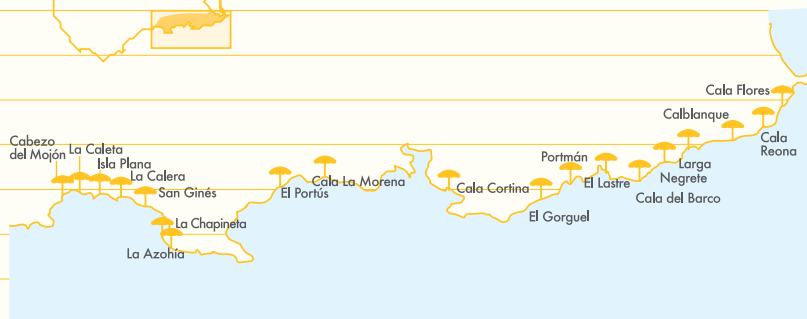 Cabezo
del Mojón
La Caleta
Isla Plana
La Calera
San Ginés
La Chapineta
La Azohía
El Portús
Cala La Morena
Cala Cortina
El Gorguel
Portmán
El Lastre
Cala del Barco
Larga
Negrete
Calblanque
Cala
Reona
Cala Flores